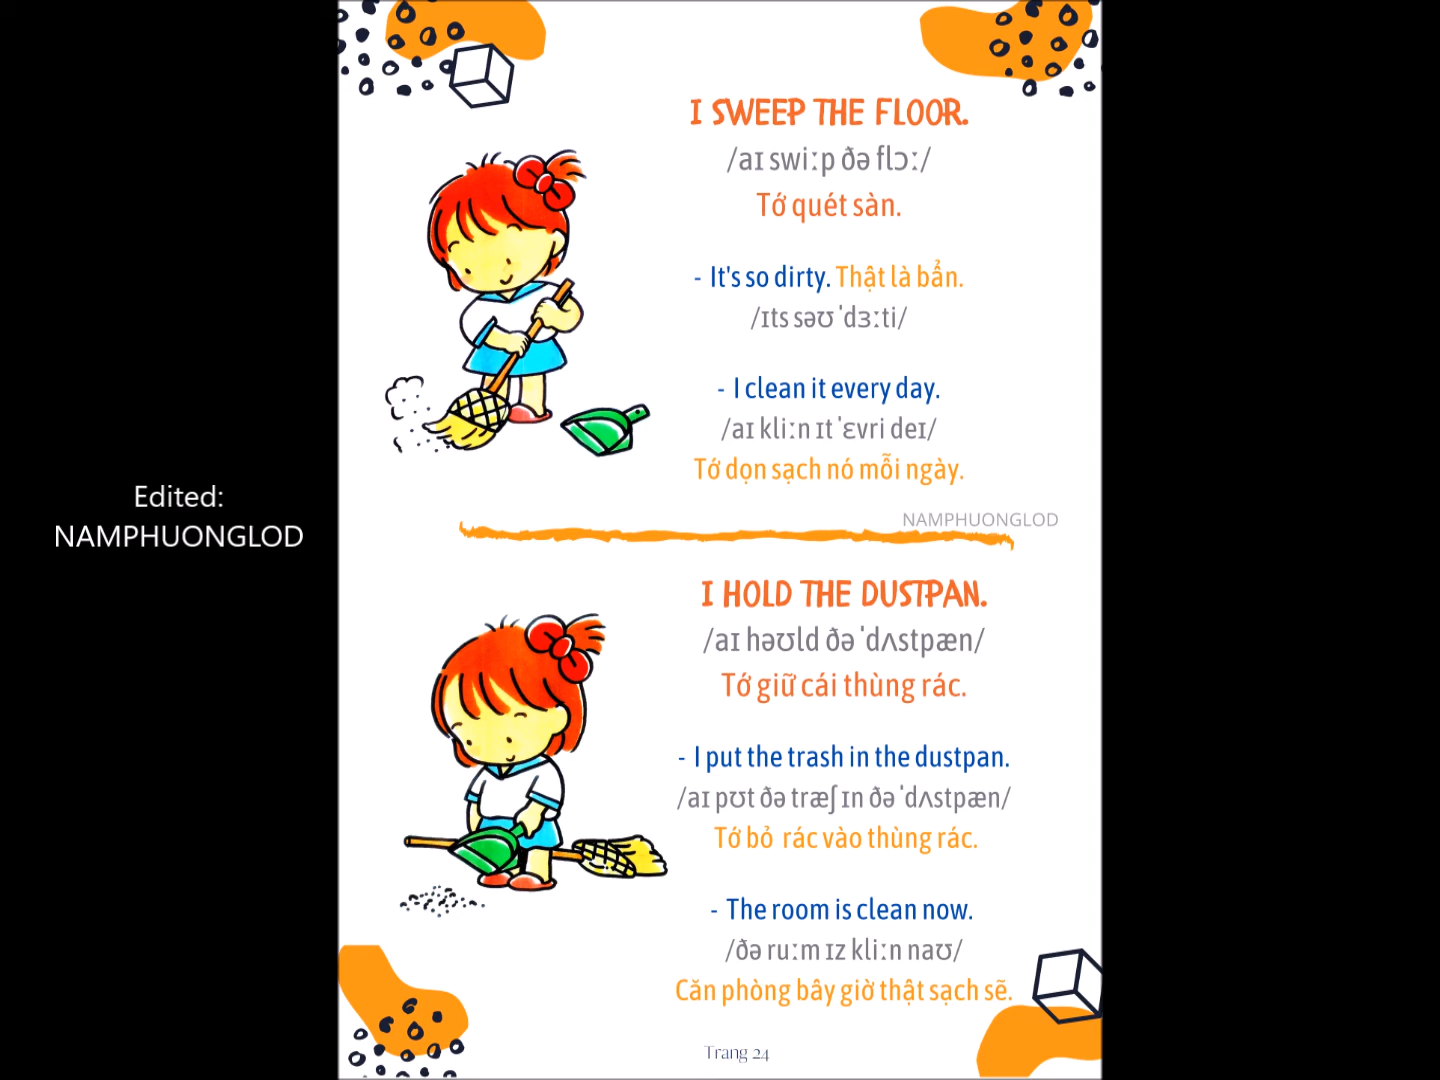 I SWEEP THE FLOOR.
/aɪ swiːp ðə flɔː/
Tớ quét sàn.
- It's so dirty. Thật là bẩn.
/ɪts səʊ ˈdɜːti/
- I clean it every day.
/aɪ kliːn ɪt ˈɛvri deɪ/
Tớ dọn sạch nó mỗi ngày.
Edited:
NAMPHUONGLOD
NAMPHUONGLOD
I HOLD THE DUSTPAN.
/aɪ həʊld ðə ˈdʌstpæn/
Tớ giữ cái thùng rác.
- I put the trash in the dustpan.
/aɪ pʊt ðə træʃ ɪn ðə ˈdʌstpæn/
Tớ bỏ rác vào thùng rác.
- The room is clean now.
/ðə ruːm ɪz kliːn naʊ/
Căn phòng bây giờ thật sạch sẽ.
Trang 24